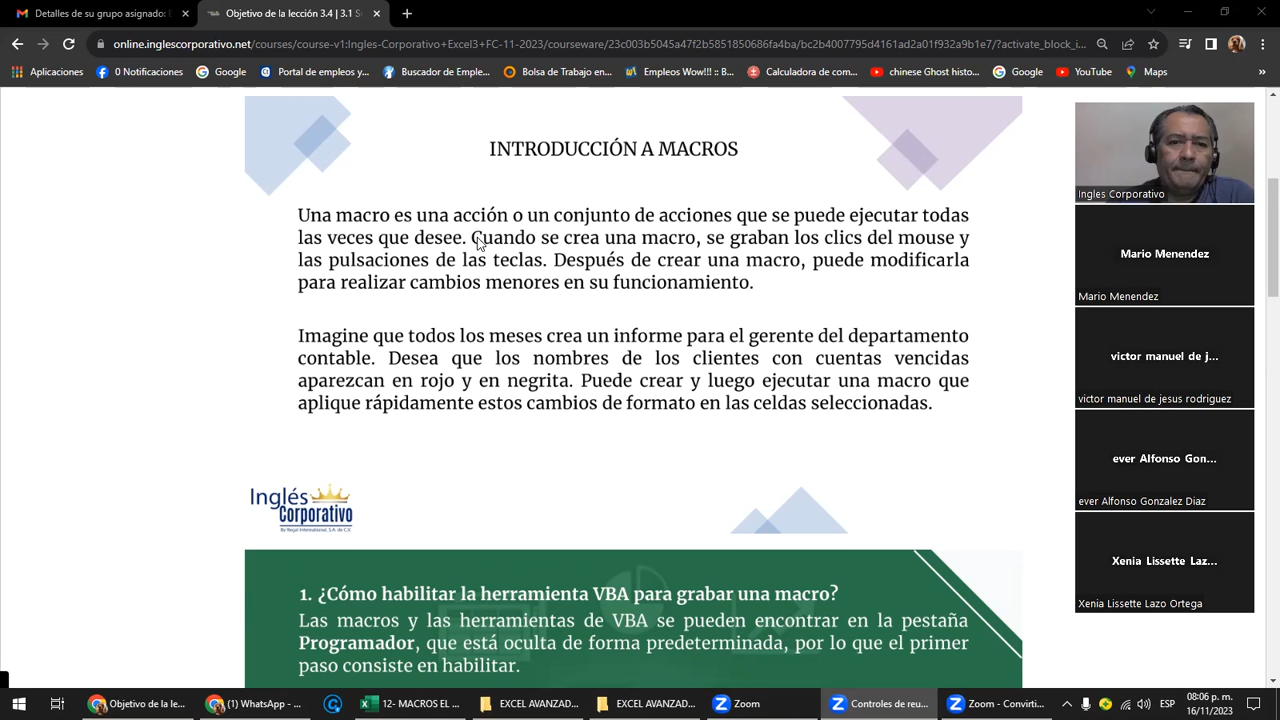 Detalles de su grupo asignado:
Objetivo de la lección 3.4 | 3.1 S
online.inglescorporativo.net/courses/course-v1:Ingles-Corporativo+Excel3+FC-11-2023/courseware/23c003b5045a47f2b5851850686fa4ba/bc2b4007795d4161ad2a01f932a9b1e7/?activate_block_i...
Aplicaciones
0 Notificaciones
Google
Portal de empleos y...
Buscador de Emple...
Bolsa de Trabajo en...
Empleos Wow!!! :: B...
Calculadora de com...
chinese Ghost histo...
Google
YouTube
Maps
INTRODUCCIÓN A MACROS
Una macro es una acción o un conjunto de acciones que se puede ejecutar todas
las veces que desee. Cuando se crea una macro, se graban los clics del mouse y
las pulsaciones de las teclas. Después de crear una macro, puede modificarla
para realizar cambios menores en su funcionamiento.
Imagine que todos los meses crea un informe para el gerente del departamento
contable. Desea que los nombres de los clientes con cuentas vencidas
aparezcan en rojo y en negrita. Puede crear y luego ejecutar una macro que
aplique rápidamente estos cambios de formato en las celdas seleccionadas.
Inglés
Corporativo
By Regal International, S.A. de C.V.
1. ¿Cómo habilitar la herramienta VBA para grabar una macro?
Las macros y las herramientas de VBA se pueden encontrar en la pestaña
Programador, que está oculta de forma predeterminada, por lo que el primer
paso consiste en habilitar.
Ingles Corporativo
Mario Menendez
Mario Menendez
victor manuel de j...
victor manuel de jesus rodriguez
ever Alfonso Gon...
ever Alfonso Gonzalez Diaz
Xenia Lissette Laz...
Xenia Lissette Lazo Ortega
Objetivo de la le...
(1) WhatsApp - ...
12- MACROS EL ...
EXCEL AVANZAD...
EXCEL AVANZAD...
Zoom
Controles de reu...
Zoom - Convirti...
ESP
08:06 p. m.
16/11/2023